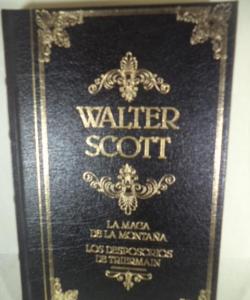 WALTER
SCOTT
LA MAGA
DE LA MONTAÑA
LOS DESPOSORIOS
DE TRIERMAIN